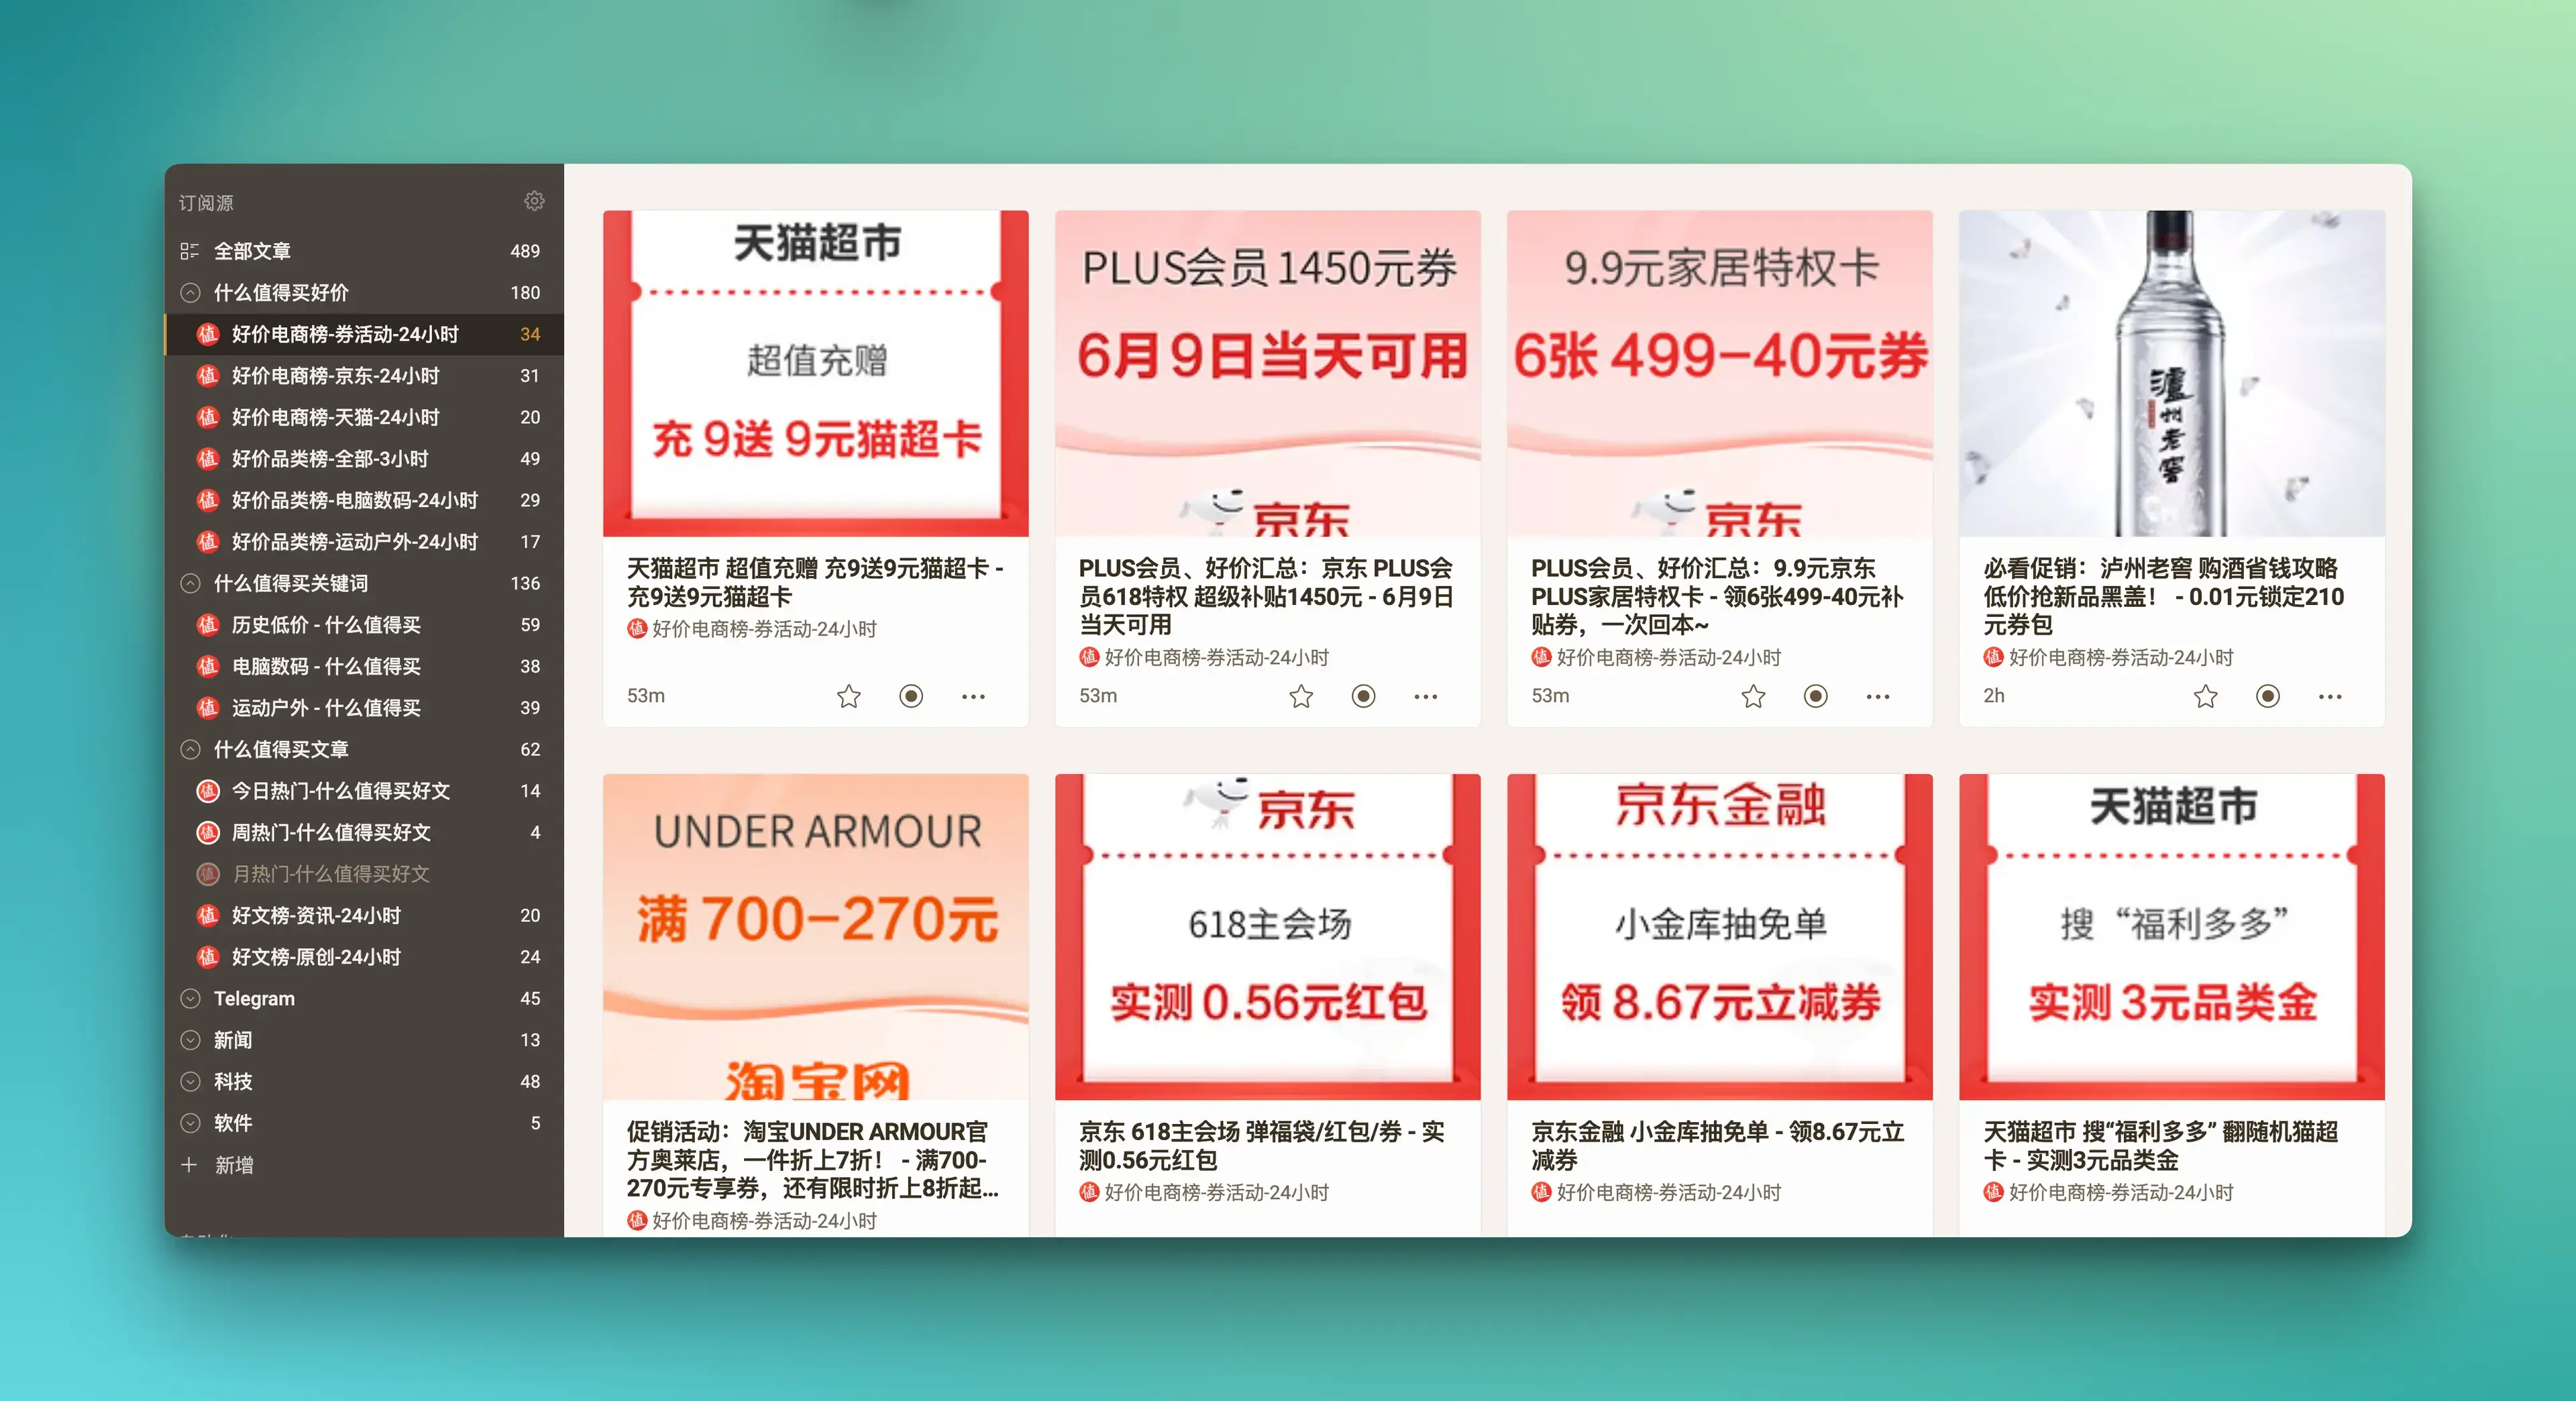 订阅源
全部文章 489
什么值得买好价 180
好价电商榜-券活动-24小时 34
好价电商榜-京东-24小时 31
好价电商榜-天猫-24小时 20
好价品类榜-全部-3小时 49
好价品类榜-电脑数码-24小时 29
好价品类榜-运动户外-24小时 17
什么值得买关键词 136
历史低价 - 什么值得买 59
电脑数码 - 什么值得买 38
运动户外 - 什么值得买 39
什么值得买文章 62
今日热门-什么值得买好文 14
周热门-什么值得买好文 4
月热门-什么值得买好文
好文榜-资讯-24小时 20
好文榜-原创-24小时 24
Telegram 45
新闻 13
科技 48
软件 5
新增
天猫超市
超值充赠
充 9送 9元猫超卡
天猫超市 超值充赠 充9送9元猫超卡 -
充9送9元猫超卡
值 好价电商榜-券活动-24小时
53m
PLUS会员 1450元券
6月9日当天可用
京东
PLUS会员、好价汇总：京东 PLUS会
员618特权 超级补贴1450元 - 6月9日
当天可用
值 好价电商榜-券活动-24小时
53m
9.9元家居特权卡
6张 499-40元券
京东
PLUS会员、好价汇总：9.9元京东
PLUS家居特权卡 - 领6张499-40元补
贴券，一次回本~
值 好价电商榜-券活动-24小时
53m
泸州老窖
必看促销：泸州老窖 购酒省钱攻略
低价抢新品黑盖！ - 0.01元锁定210
元券包
值 好价电商榜-券活动-24小时
2h
UNDER ARMOUR
满 700-270元
淘宝网
促销活动：淘宝UNDER ARMOUR官
方奥莱店，一件折上7折！ - 满700-
270元专享券，还有限时折上8折起...
值 好价电商榜-券活动-24小时
京东
618主会场
实测 0.56元红包
京东 618主会场 弹福袋/红包/券 - 实
测0.56元红包
值 好价电商榜-券活动-24小时
京东金融
小金库抽免单
领 8.67元立减券
京东金融 小金库抽免单 - 领8.67元立
减券
值 好价电商榜-券活动-24小时
天猫超市
搜“福利多多”
实测 3元品类金
天猫超市 搜“福利多多” 翻随机猫超
卡 - 实测3元品类金
值 好价电商榜-券活动-24小时